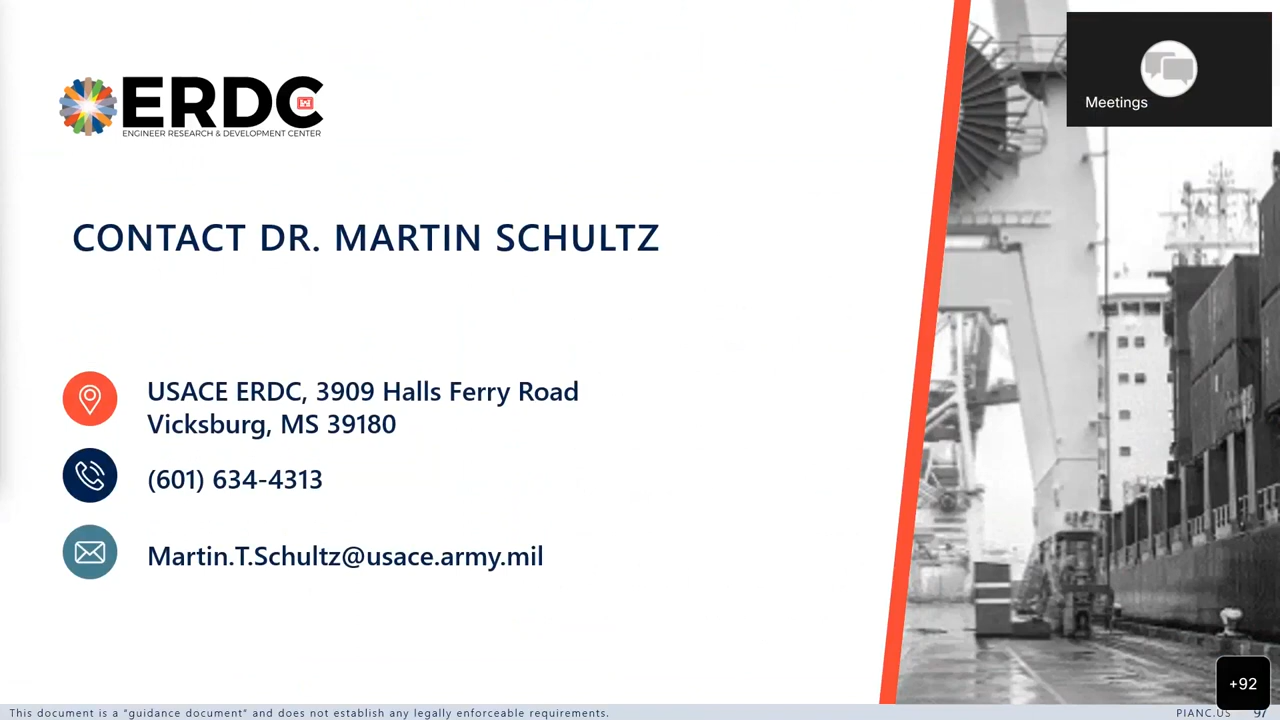 ERDC
ENGINEER RESEARCH & DEVELOPMENT CENTER
Meetings
CONTACT DR. MARTIN SCHULTZ
USACE ERDC, 3909 Halls Ferry Road
Vicksburg, MS 39180
(601) 634-4313
Martin.T.Schultz@usace.army.mil
+92
This document is a "guidance document" and does not establish any legally enforceable requirements.
PIANC.US 97